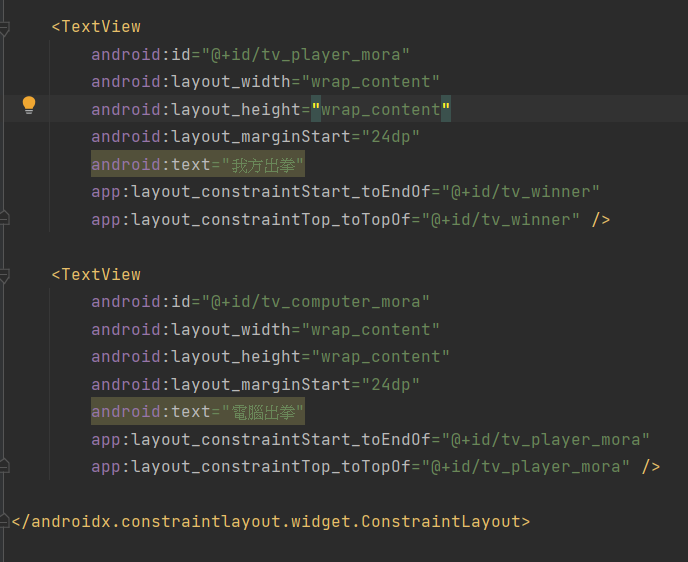 <TextView
android:id="@+id/tv_player_mora"
android:layout_width="wrap_content"
android:layout_height="wrap_content"
android:layout_marginStart="24dp"
android:text="我方出拳"
app:layout_constraintStart_toEndOf="@+id/tv_winner"
app:layout_constraintTop_toTopOf="@+id/tv_winner" />
<TextView
android:id="@+id/tv_computer_mora"
android:layout_width="wrap_content"
android:layout_height="wrap_content"
android:layout_marginStart="24dp"
android:text="電腦出拳"
app:layout_constraintStart_toEndOf="@+id/tv_player_mora"
app:layout_constraintTop_toTopOf="@+id/tv_player_mora" />
</androidx.constraintlayout.widget.ConstraintLayout>